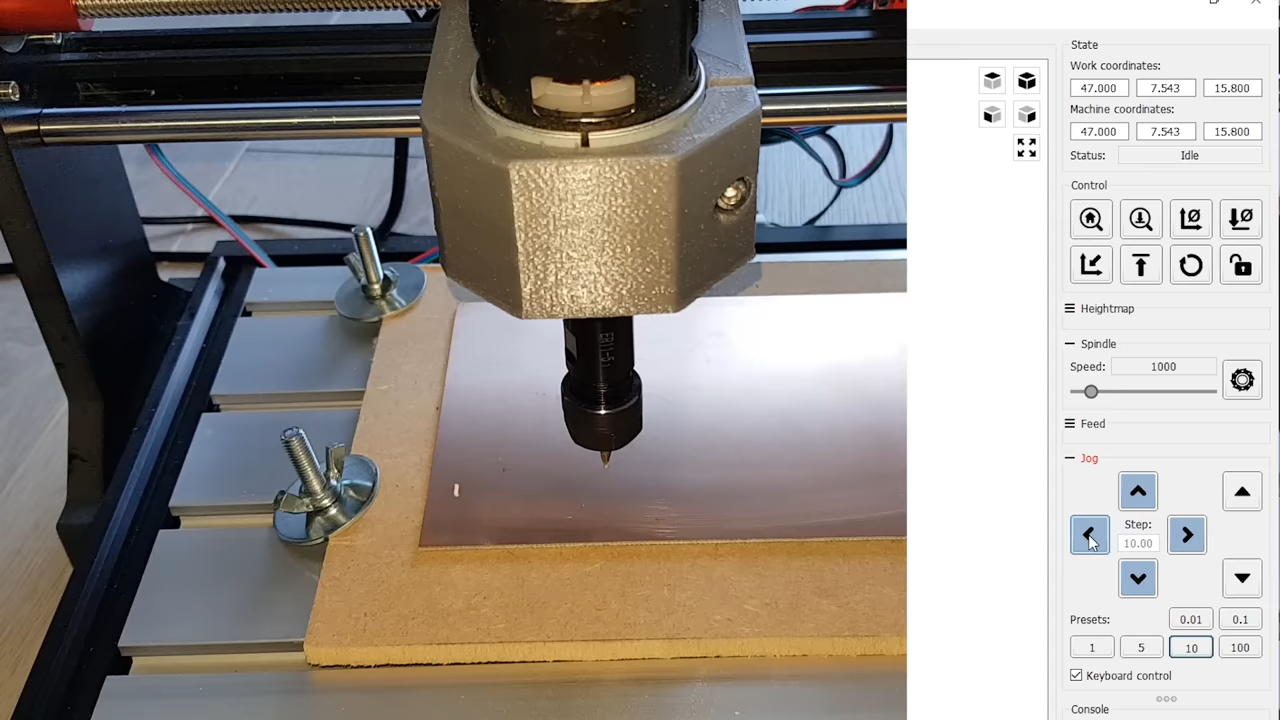 State
Work coordinates:
47.000 7.543 15.800
Machine coordinates:
47.000 7.543 15.800
Status: Idle
Control
Heightmap
Spindle
Speed: 1000
Feed
Jog
Step:
10.00
Presets: 0.01 0.1
1 5 10 100
Keyboard control
Console
ER11-5